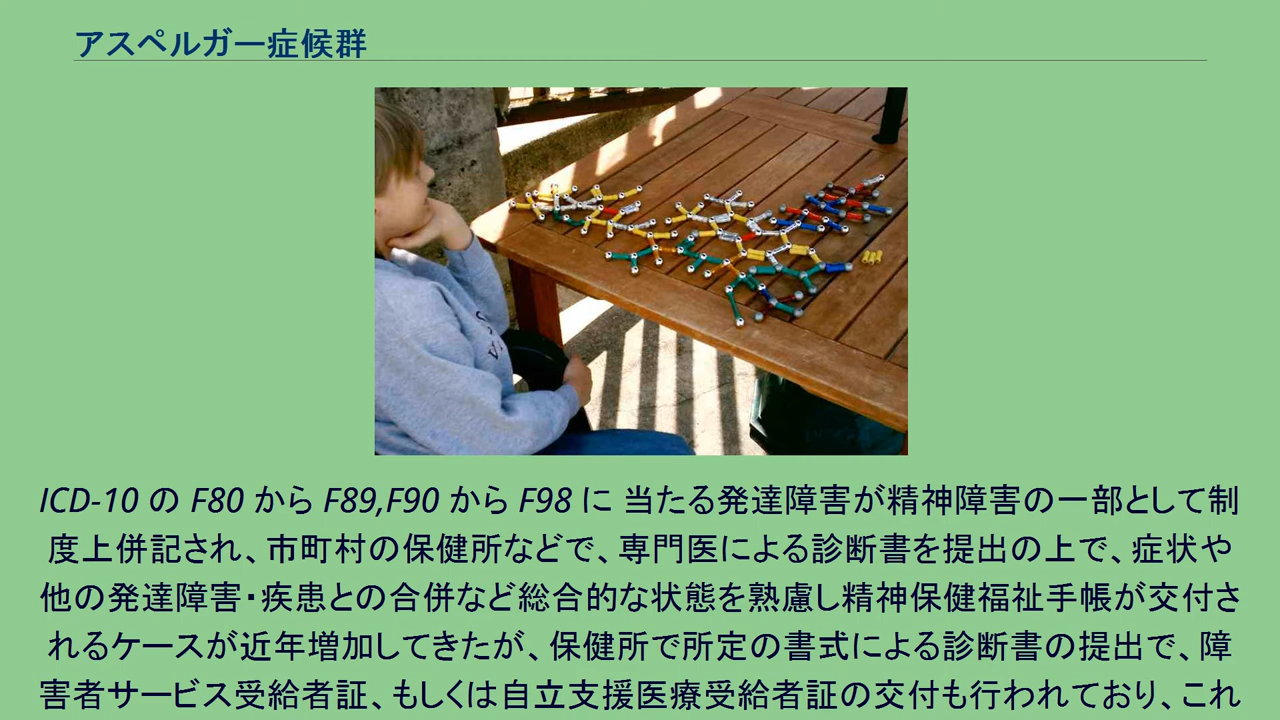 アスペルガー症候群
ICD-10 の F80 から F89,F90 から F98 に 当たる発達障害が精神障害の一部として制
度上併記され、市町村の保健所などで、専門医による診断書を提出の上で、症状や
他の発達障害・疾患との合併など総合的な状態を熟慮し精神保健福祉手帳が交付さ
れるケースが近年増加してきたが、保健所で所定の書式による診断書の提出で、障
害者サービス受給者証、もしくは自立支援医療受給者証の交付も行われており、これ